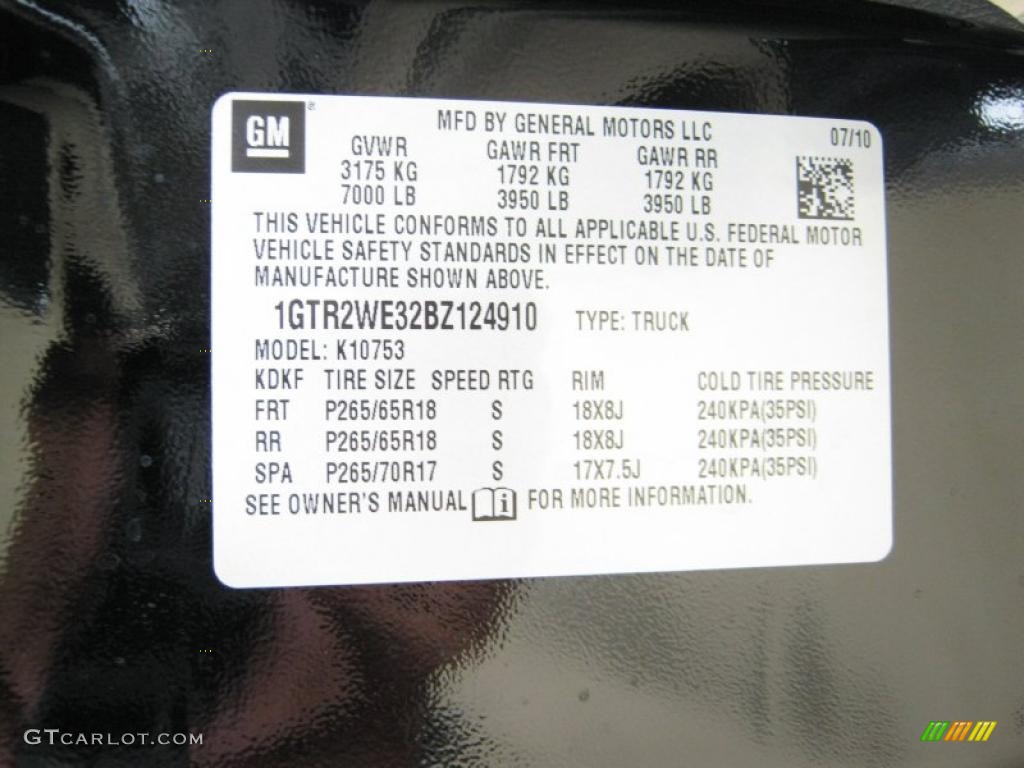 GM
®
MFD BY GENERAL MOTORS LLC 07/10
GVWR GAWR FRT GAWR RR
3175 KG 1792 KG 1792 KG
7000 LB 3950 LB 3950 LB
THIS VEHICLE CONFORMS TO ALL APPLICABLE U.S. FEDERAL MOTOR
VEHICLE SAFETY STANDARDS IN EFFECT ON THE DATE OF
MANUFACTURE SHOWN ABOVE.
1GTR2WE32BZ124910 TYPE: TRUCK
MODEL: K10753
KDKF TIRE SIZE SPEED RTG RIM COLD TIRE PRESSURE
FRT P265/65R18 S 18X8J 240KPA(35PSI)
RR P265/65R18 S 18X8J 240KPA(35PSI)
SPA P265/70R17 S 17X7.5J 240KPA(35PSI)
SEE OWNER'S MANUAL i FOR MORE INFORMATION.
GTCARLOT.COM